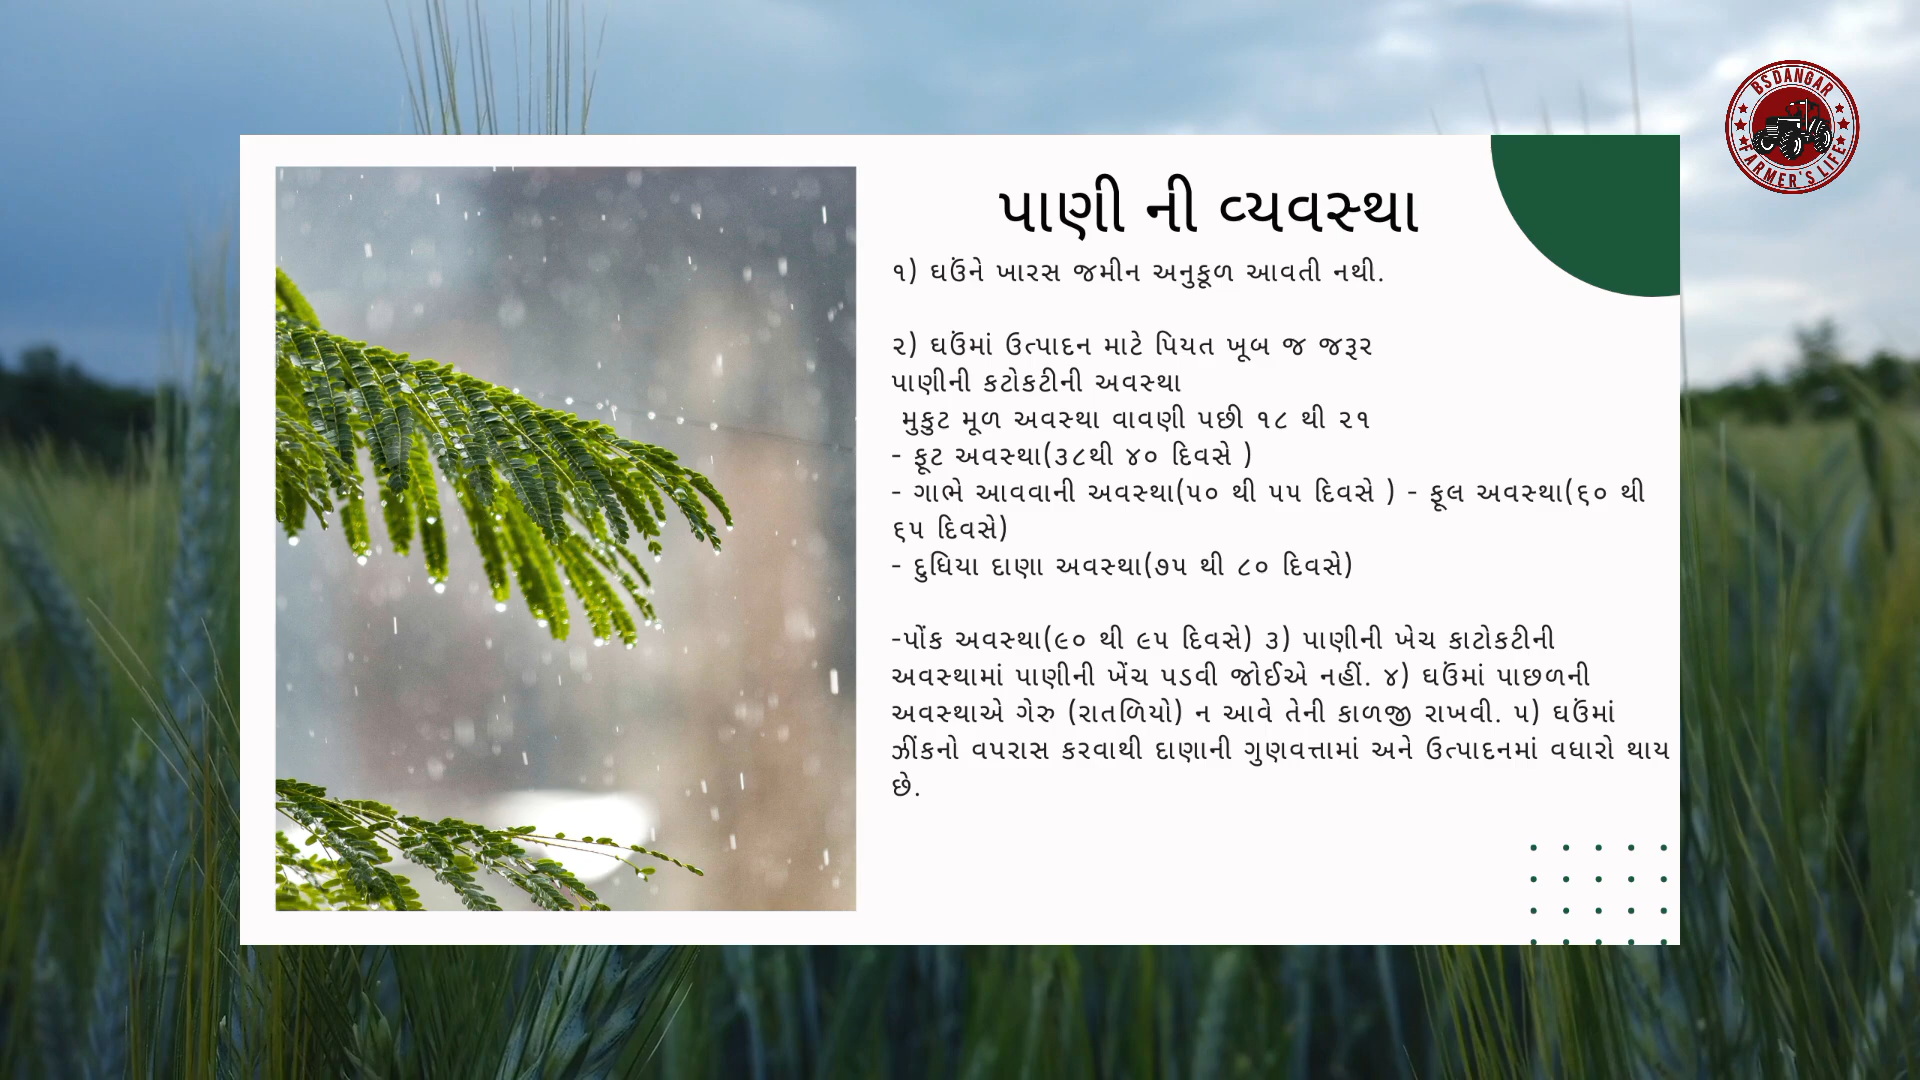 BSDANGAR
FARMER'S LIFE
પાણી ની વ્યવસ્થા
૧) ઘઉંને ખારસ જમીન અનુકૂળ આવતી નથી.
૨) ઘઉંમાં ઉત્પાદન માટે પિયત ખૂબ જ જરૂર
પાણીની કટોકટીની અવસ્થા
મુકુટ મૂળ અવસ્થા વાવણી પછી ૧૮ થી ૨૧
- ફૂટ અવસ્થા(૩૮થી ૪૦ દિવસે )
- ગાભે આવવાની અવસ્થા(૫૦ થી ૫૫ દિવસે ) - ફૂલ અવસ્થા(૬૦ થી
૬૫ દિવસે)
- દુધિયા દાણા અવસ્થા(૭૫ થી ૮૦ દિવસે)
-પોંક અવસ્થા(૯૦ થી ૯૫ દિવસે) ૩) પાણીની ખેચ કાટોકટીની
અવસ્થામાં પાણીની ખેંચ પડવી જોઈએ નહીં. ૪) ઘઉંમાં પાછળની
અવસ્થાએ ગેરુ (રાતળિયો) ન આવે તેની કાળજી રાખવી. ૫) ઘઉંમાં
ઝીંકનો વપરાસ કરવાથી દાણાની ગુણવત્તામાં અને ઉત્પાદનમાં વધારો થાય
છે.